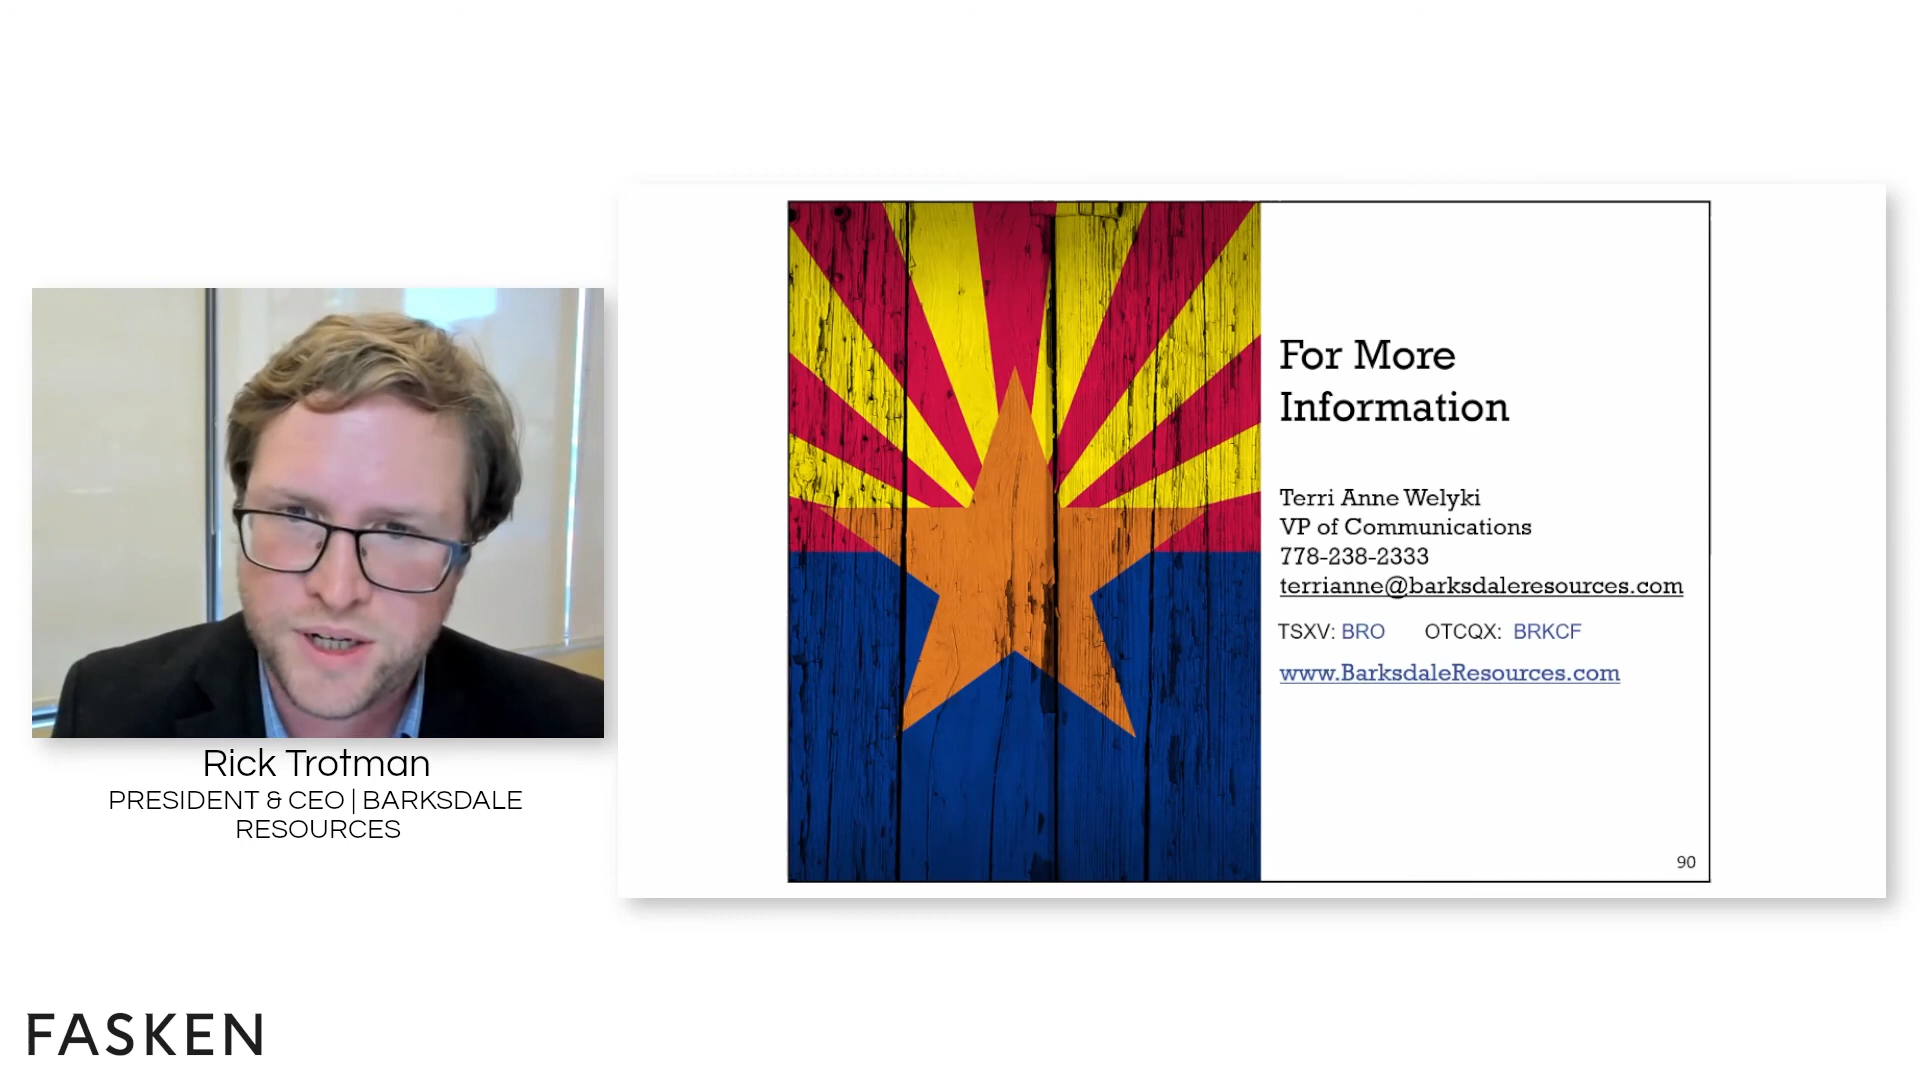 Rick Trotman
PRESIDENT & CEO | BARKSDALE
RESOURCES
For More
Information
Terri Anne Welyki
VP of Communications
778-238-2333
terrianne@barksdaleresources.com
TSXV: BRO OTCQX: BRKCF
www.BarksdaleResources.com
90
FASKEN